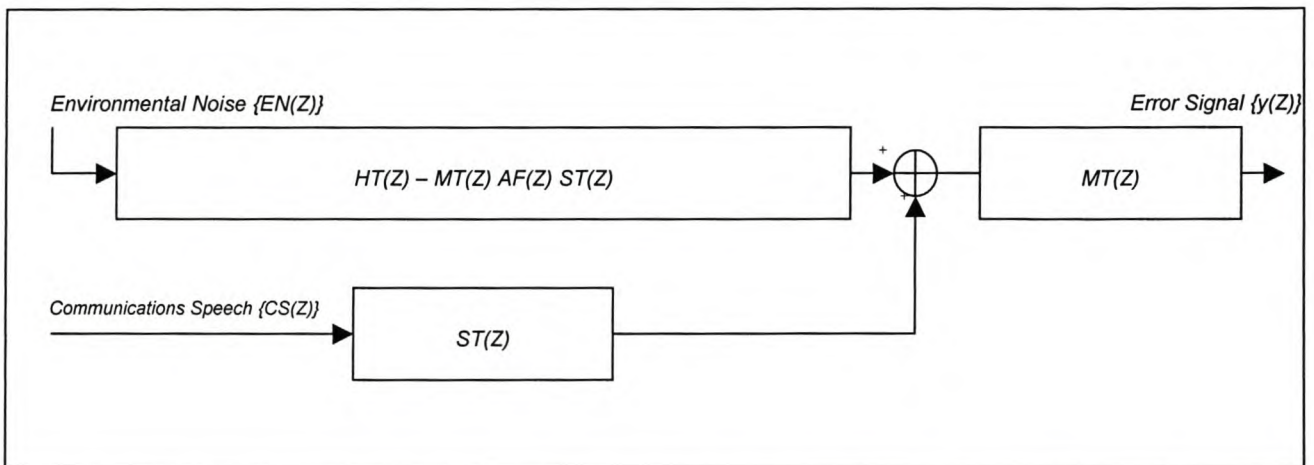 Environmental Noise {EN(Z)}
Error Signal {y(Z)}
HT(Z) – MT(Z) AF(Z) ST(Z)
+
+
MT(Z)
Communications Speech {CS(Z)}
ST(Z)